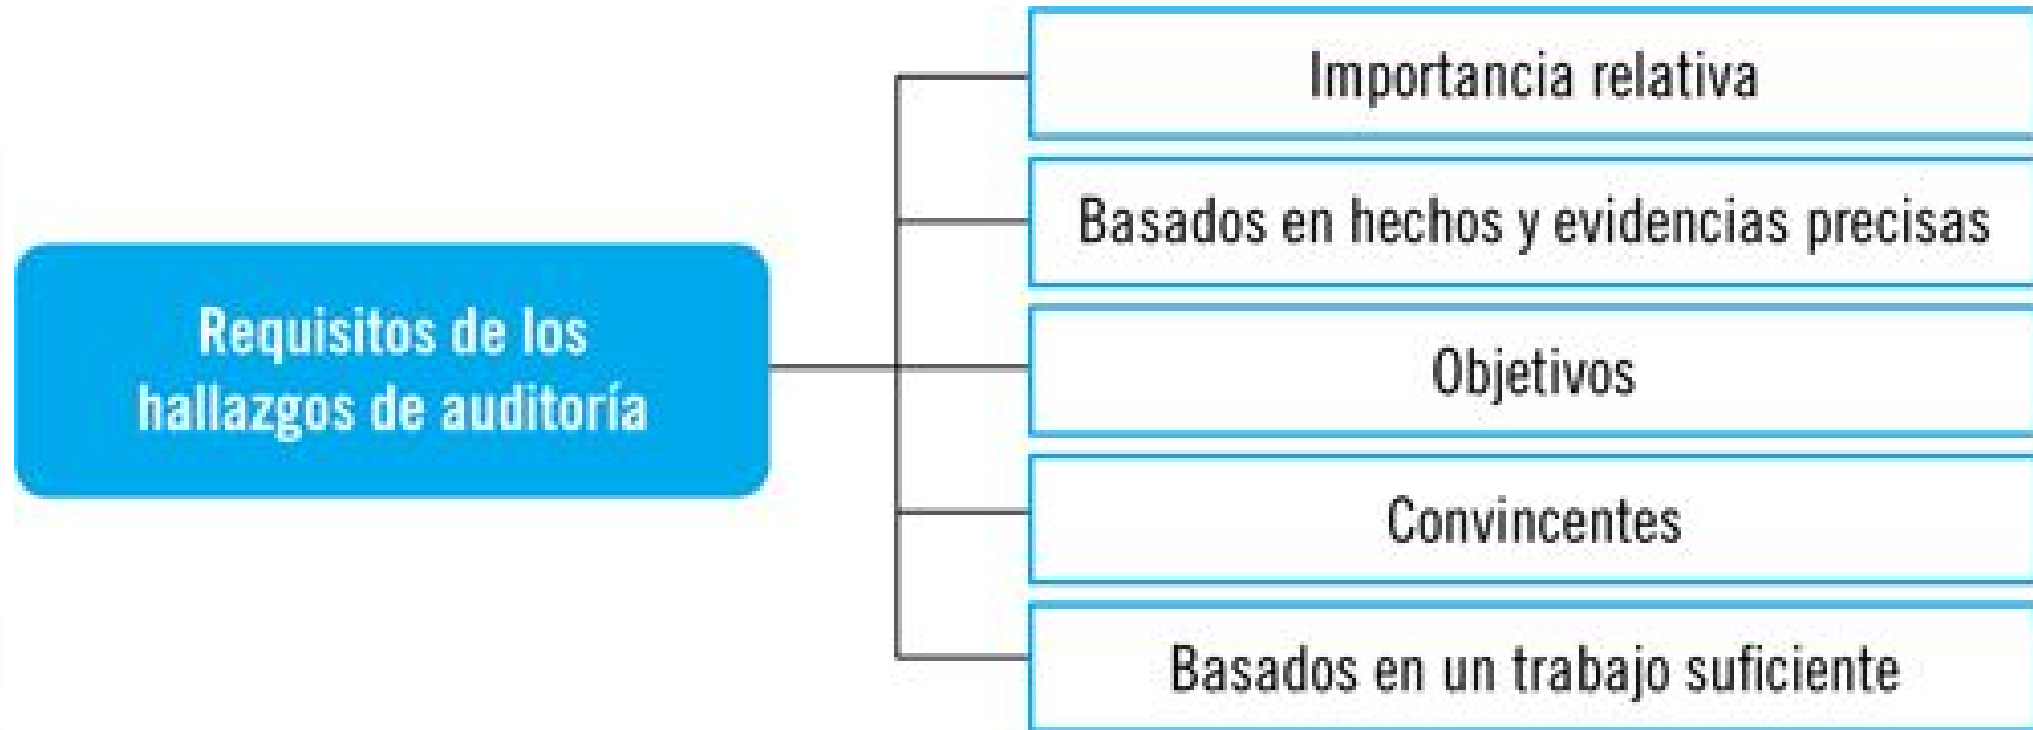 Requisitos de los
hallazgos de auditoría
Importancia relativa
Basados en hechos y evidencias precisas
Objetivos
Convincentes
Basados en un trabajo suficiente